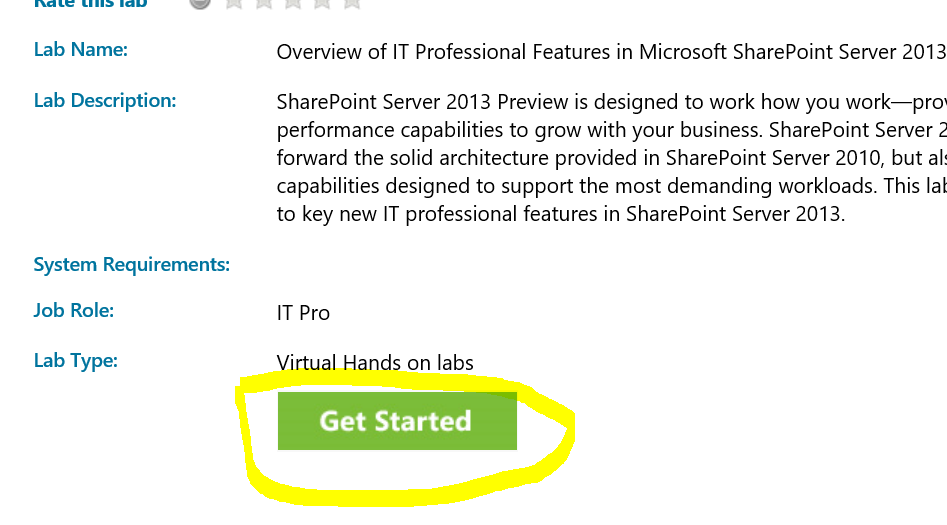 Rate this lab
Lab Name:
Overview of IT Professional Features in Microsoft SharePoint Server 2013
Lab Description:
SharePoint Server 2013 Preview is designed to work how you work—prov
performance capabilities to grow with your business. SharePoint Server 2
forward the solid architecture provided in SharePoint Server 2010, but als
capabilities designed to support the most demanding workloads. This lab
to key new IT professional features in SharePoint Server 2013.
System Requirements:
Job Role:
IT Pro
Lab Type:
Virtual Hands on labs
Get Started